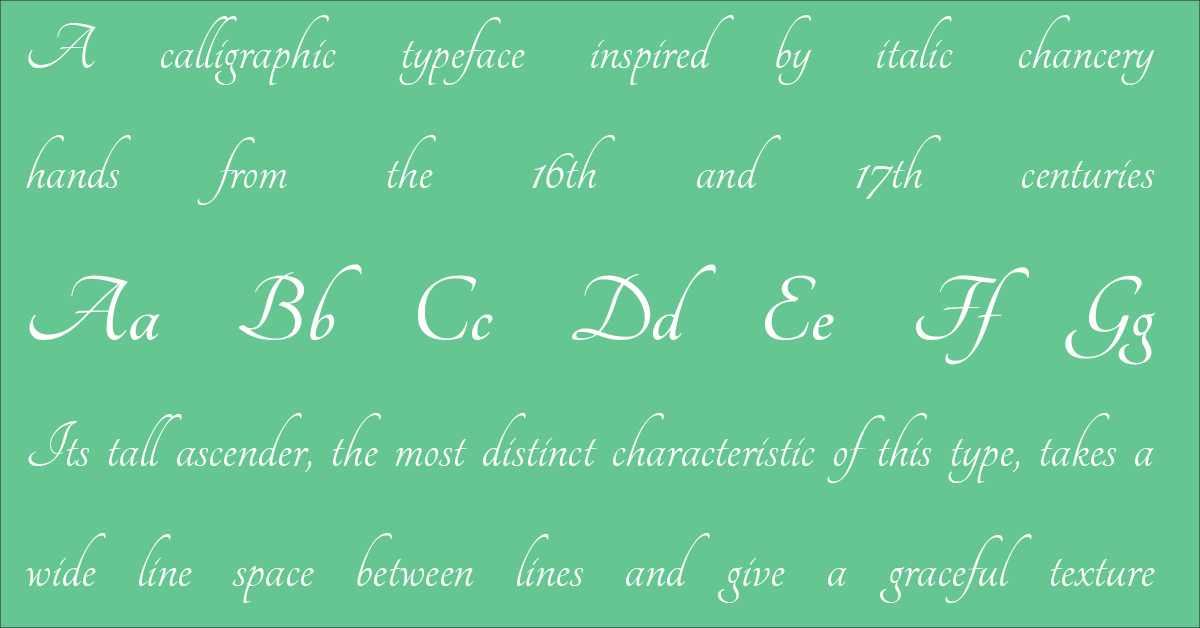 A calligraphic typeface inspired by italic chancery
hands from the 16th and 17th centuries
Aa Bb Cc Dd Ee Ff Gg
Its tall ascender, the most distinct characteristic of this type, takes a
wide line space between lines and give a graceful texture